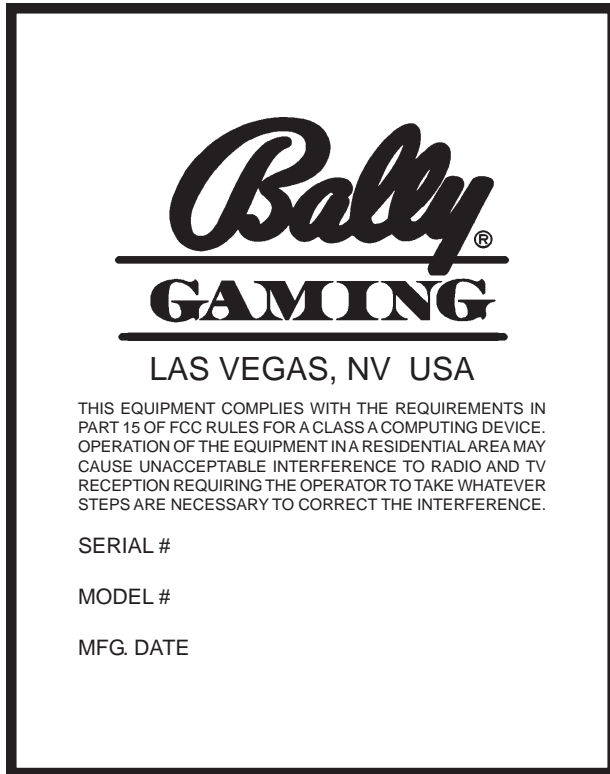 Bally®
GAMING
LAS VEGAS, NV USA
THIS EQUIPMENT COMPLIES WITH THE REQUIREMENTS IN
PART 15 OF FCC RULES FOR A CLASS A COMPUTING DEVICE.
OPERATION OF THE EQUIPMENT IN A RESIDENTIAL AREA MAY
CAUSE UNACCEPTABLE INTERFERENCE TO RADIO AND TV
RECEPTION REQUIRING THE OPERATOR TO TAKE WHATEVER
STEPS ARE NECESSARY TO CORRECT THE INTERFERENCE.
SERIAL #
MODEL #
MFG. DATE